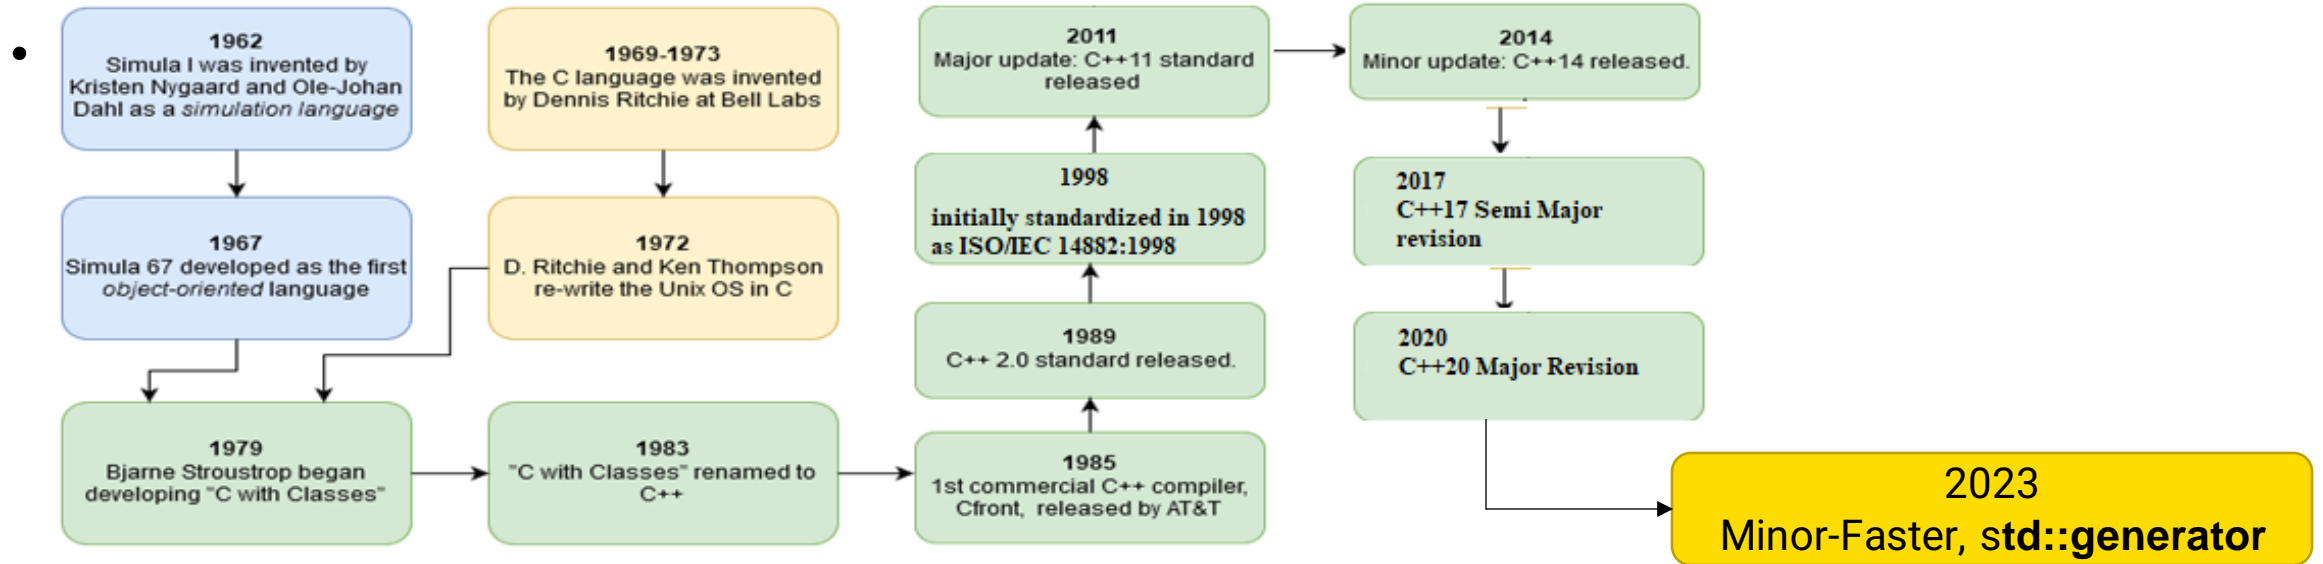 •
1962
Simula I was invented by
Kristen Nygaard and Ole-Johan
Dahl as a simulation language
1967
Simula 67 developed as the first
object-oriented language
1969-1973
The C language was invented
by Dennis Ritchie at Bell Labs
1972
D. Ritchie and Ken Thompson
re-write the Unix OS in C
1979
Bjarne Stroustrop began
developing "C with Classes"
1983
"C with Classes" renamed to
C++
1985
1st commercial C++ compiler,
Cfront, released by AT&T
1989
C++ 2.0 standard released.
1998
initially standardized in 1998
as ISO/IEC 14882:1998
2011
Major update: C++11 standard
released
2014
Minor update: C++14 released.
2017
C++17 Semi Major
revision
2020
C++20 Major Revision
2023
Minor-Faster, std::generator